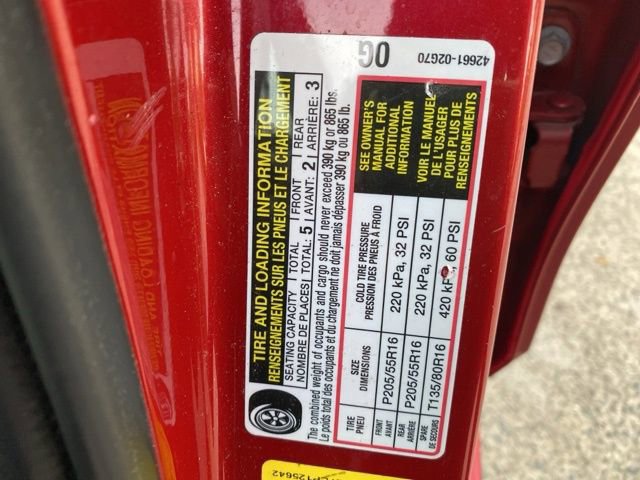 42661-02G70
OG
TIRE AND LOADING INFORMATION
RENSEIGNEMENTS SUR LES PNEUS ET LE CHARGEMENT
SEATING CAPACITY TOTAL FRONT REAR
NOMBRE DE PLACES TOTAL: 5 AVANT: 2 ARRIÈRE: 3
The combined weight of occupants and cargo should never exceed 390 kg or 865 lbs.
Le poids total des occupants et du chargement ne doit jamais dépasser 390 kg ou 865 lb.
TIRE PNEU
SIZE DIMENSIONS
COLD TIRE PRESSURE
PRESSION DES PNEUS À FROID
FRONT AVANT P205/55R16 220 kPa, 32 PSI
REAR ARRIÈRE P205/55R16 220 kPa, 32 PSI
SPARE DE SECOURS T135/80R16 420 kPa, 60 PSI
SEE OWNER'S
MANUAL FOR
ADDITIONAL
INFORMATION
VOIR LE MANUEL
DE L'USAGER
POUR PLUS DE
RENSEIGNEMENTS
CP125642